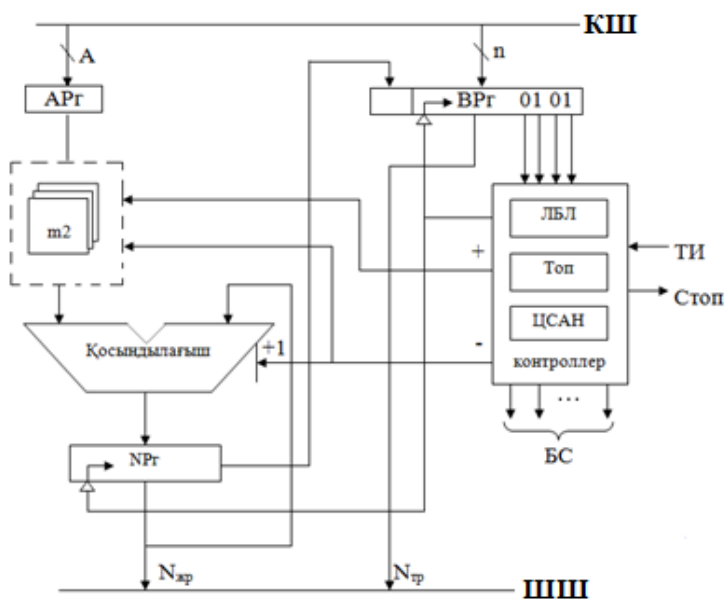 КШ
A
n
АРг
ВРг 01 01
m2
ЛБЛ
+
Топ
ТИ
Стоп
ЦСАН
Қосындылағыш
+1
-
контроллер
...
БС
NРг
Nжр
Nтр
ШШ